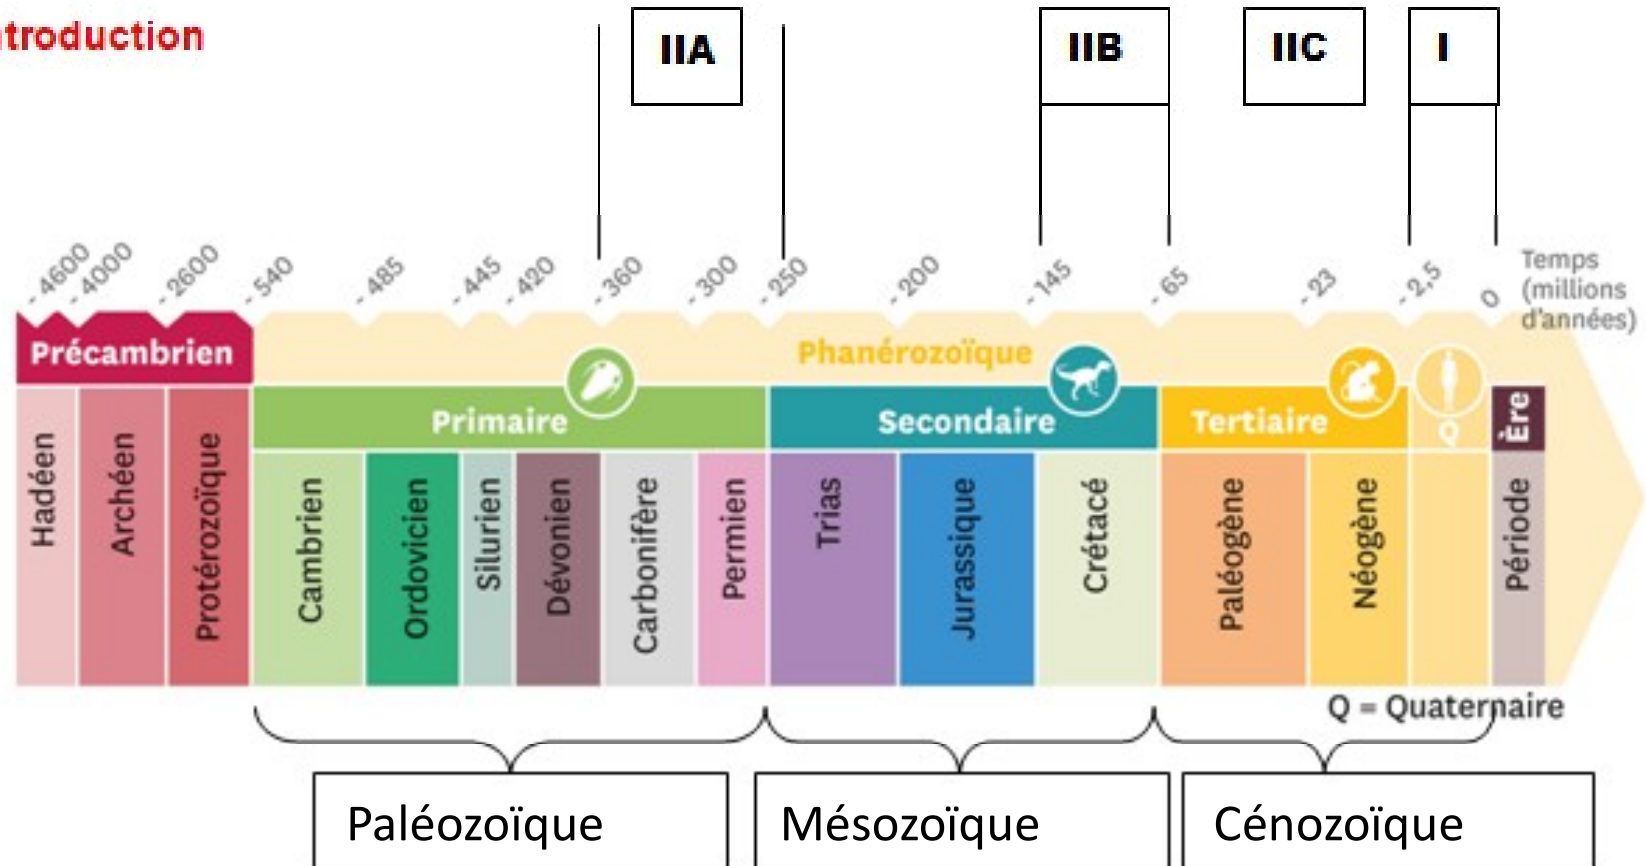 ntroduction
IIA
IIB
IIC
I
- 4600
- 4000
- 2600
- 540
- 485
- 445
- 420
- 360
- 300
- 250
- 200
- 145
- 65
- 23
- 2,5
0
Temps
(millions
d'années)
Précambrien
Phanérozoïque
Primaire
Secondaire
Tertiaire
Q
Ère
Hadéen
Archéen
Protérozoïque
Cambrien
Ordovicien
Silurien
Dévonien
Carbonifère
Permien
Trias
Jurassique
Crétacé
Paléogène
Néogène
Période
Q = Quaternaire
Paléozoïque
Mésozoïque
Cénozoïque